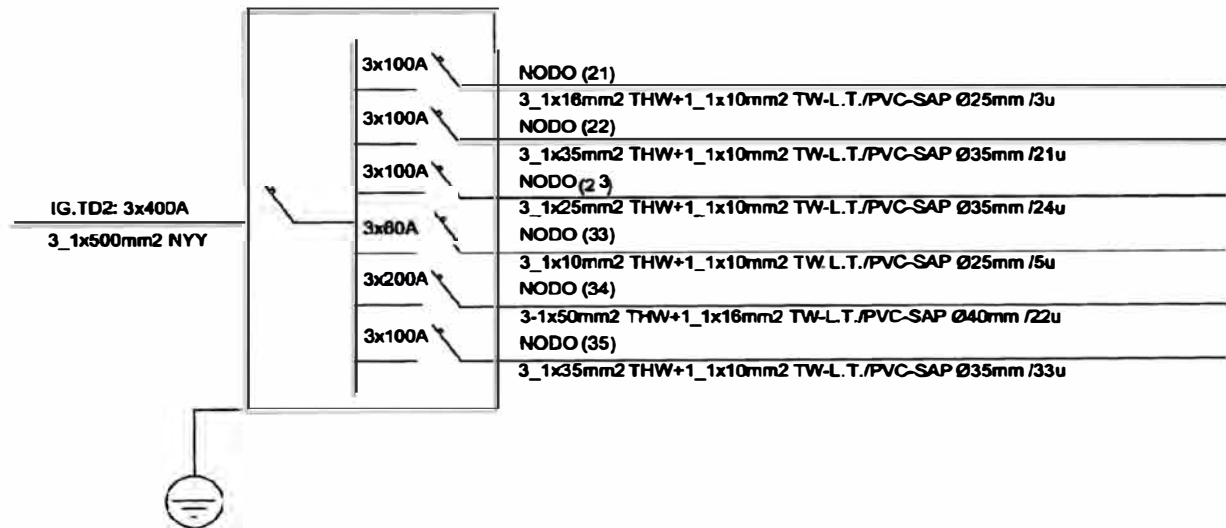 3x100A
NODO (21)
3_1x16mm2 THW+1_1x10mm2 TW-L.T./PVC-SAP Ø25mm /3u
3x100A
NODO (22)
3_1x35mm2 THW+1_1x10mm2 TW-L.T./PVC-SAP Ø35mm /21u
3x100A
NODO (2 3)
3_1x25mm2 THW+1_1x10mm2 TW-L.T./PVC-SAP Ø35mm /24u
IG.TD2: 3x400A
3_1x500mm2 NYY
3x60A
NODO (33)
3_1x10mm2 THW+1_1x10mm2 TW. L.T./PVC-SAP Ø25mm /5u
3x200A
NODO (34)
3-1x50mm2 THW+1_1x16mm2 TW-L.T./PVC-SAP Ø40mm /22u
3x100A
NODO (35)
3_1x35mm2 THW+1_1x10mm2 TW-L.T./PVC-SAP Ø35mm /33u